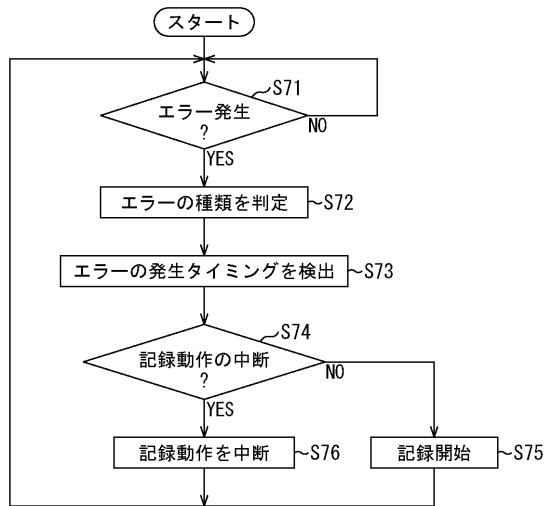 スタート
S71
エラー発生
?
NO
YES
エラーの種類を判定
S72
エラーの発生タイミングを検出
S73
S74
記録動作の中断
?
NO
YES
記録動作を中断
S76
記録開始
S75